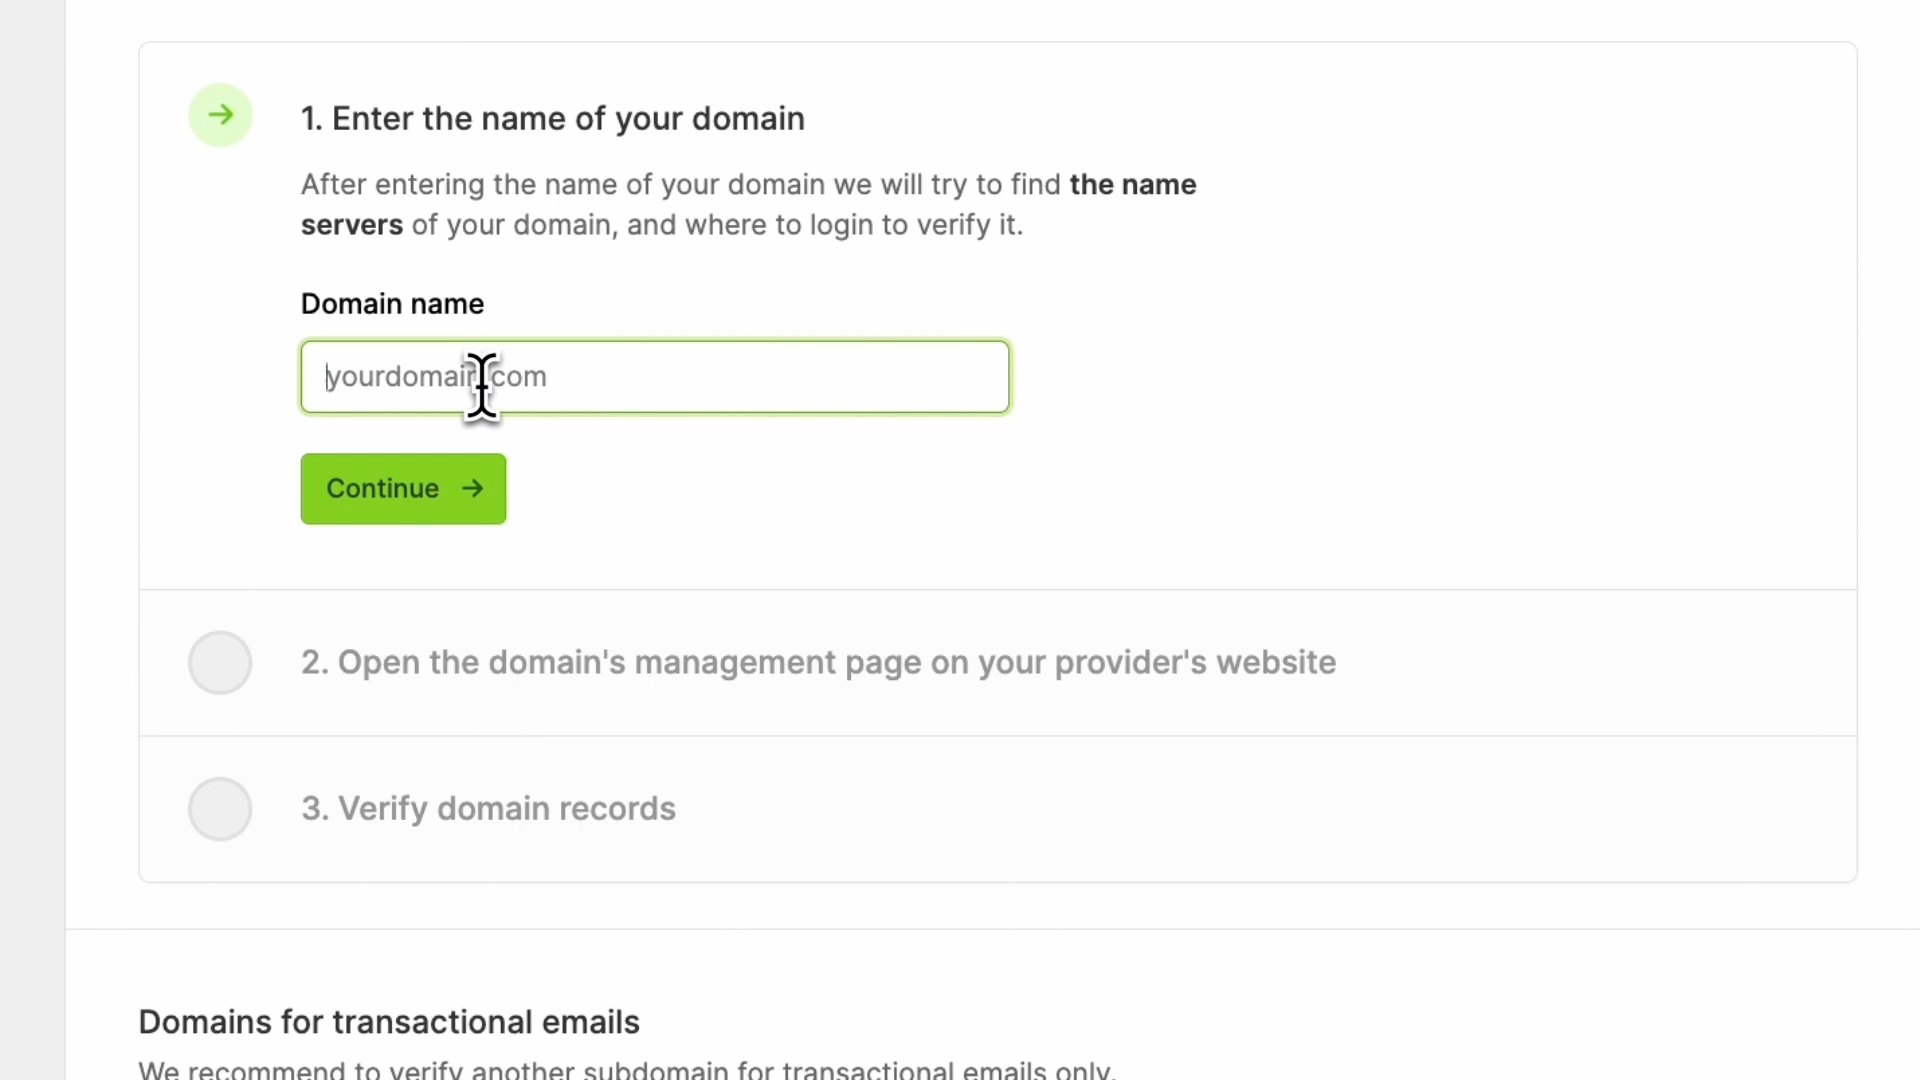 1. Enter the name of your domain
After entering the name of your domain we will try to find the name
servers of your domain, and where to login to verify it.
Domain name
yourdomain.com
Continue →
2. Open the domain's management page on your provider's website
3. Verify domain records
Domains for transactional emails
We recommend to verify another subdomain for transactional emails only.